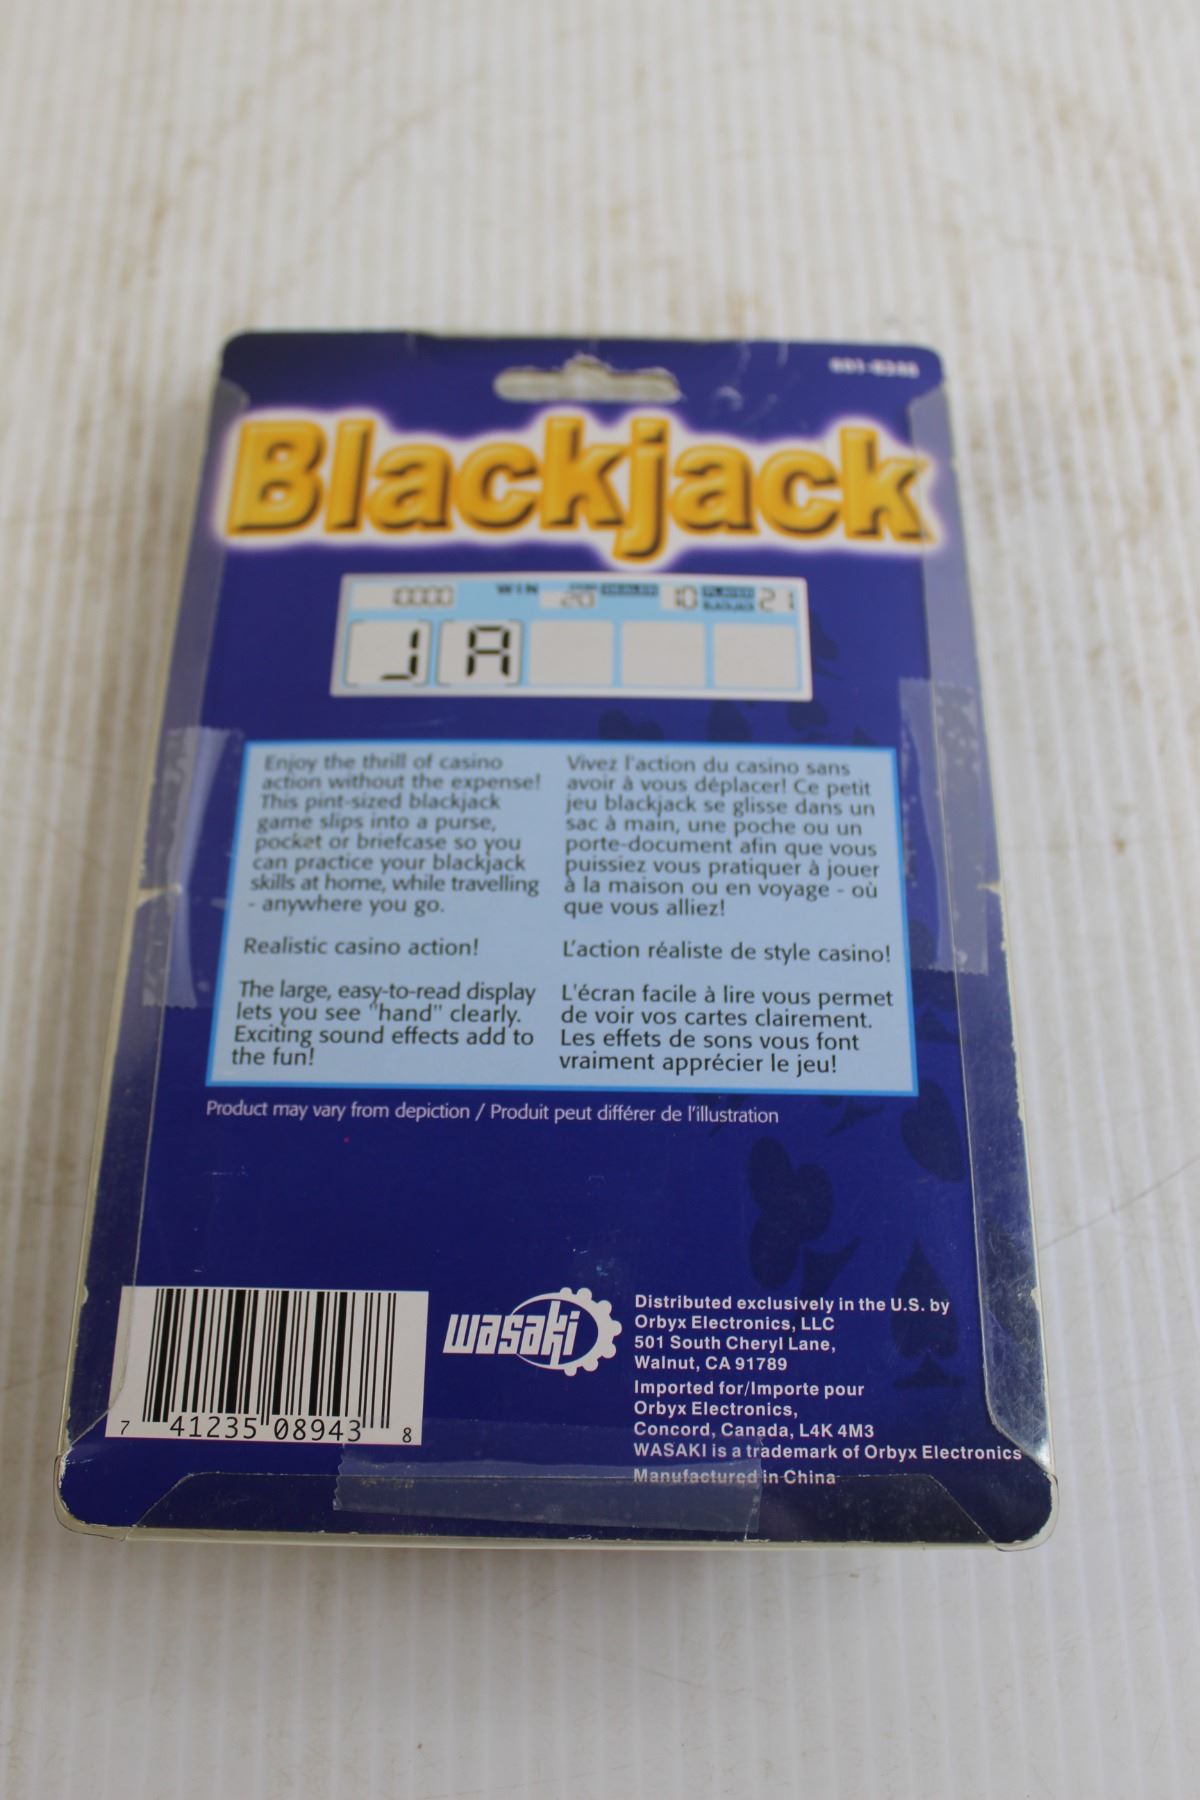 Blackjack
10000 WIN 20 DEALER 10 PLAYER 21
J A
Enjoy the thrill of casino
action without the expense!
This pint-sized blackjack
game slips into a purse,
pocket or briefcase so you
can practice your blackjack
skills at home, while travelling
- anywhere you go.
Realistic casino action!
The large, easy-to-read display
lets you see "hand" clearly.
Exciting sound effects add to
the fun!
Vivez l'action du casino sans
avoir à vous déplacer! Ce petit
jeu blackjack se glisse dans un
sac à main, une poche ou un
porte-document afin que vous
puissiez vous pratiquer à jouer
à la maison ou en voyage - où
que vous alliez!
L'action réaliste de style casino!
L'écran facile à lire vous permet
de voir vos cartes clairement.
Les effets de sons vous font
vraiment apprécier le jeu!
Product may vary from depiction / Produit peut différer de l'illustration
7 41235 08943 8
wasaki
Distributed exclusively in the U.S. by
Orbyx Electronics, LLC
501 South Cheryl Lane,
Walnut, CA 91789
Imported for/Importe pour
Orbyx Electronics,
Concord, Canada, L4K 4M3
WASAKI is a trademark of Orbyx Electronics
Manufactured in China